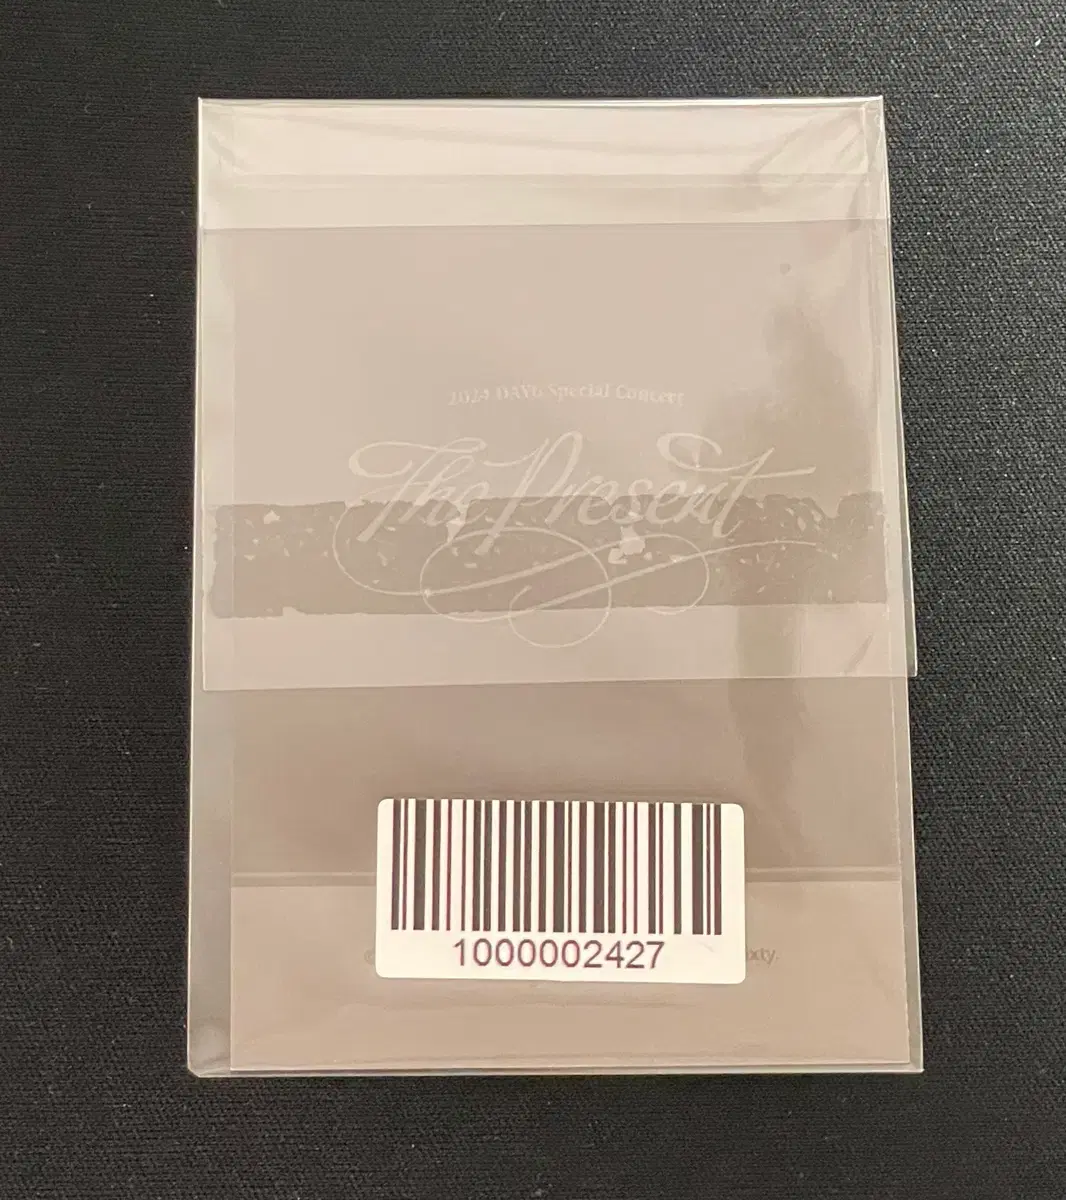 2024 DAY6 Special Concert
The Present
1000002427